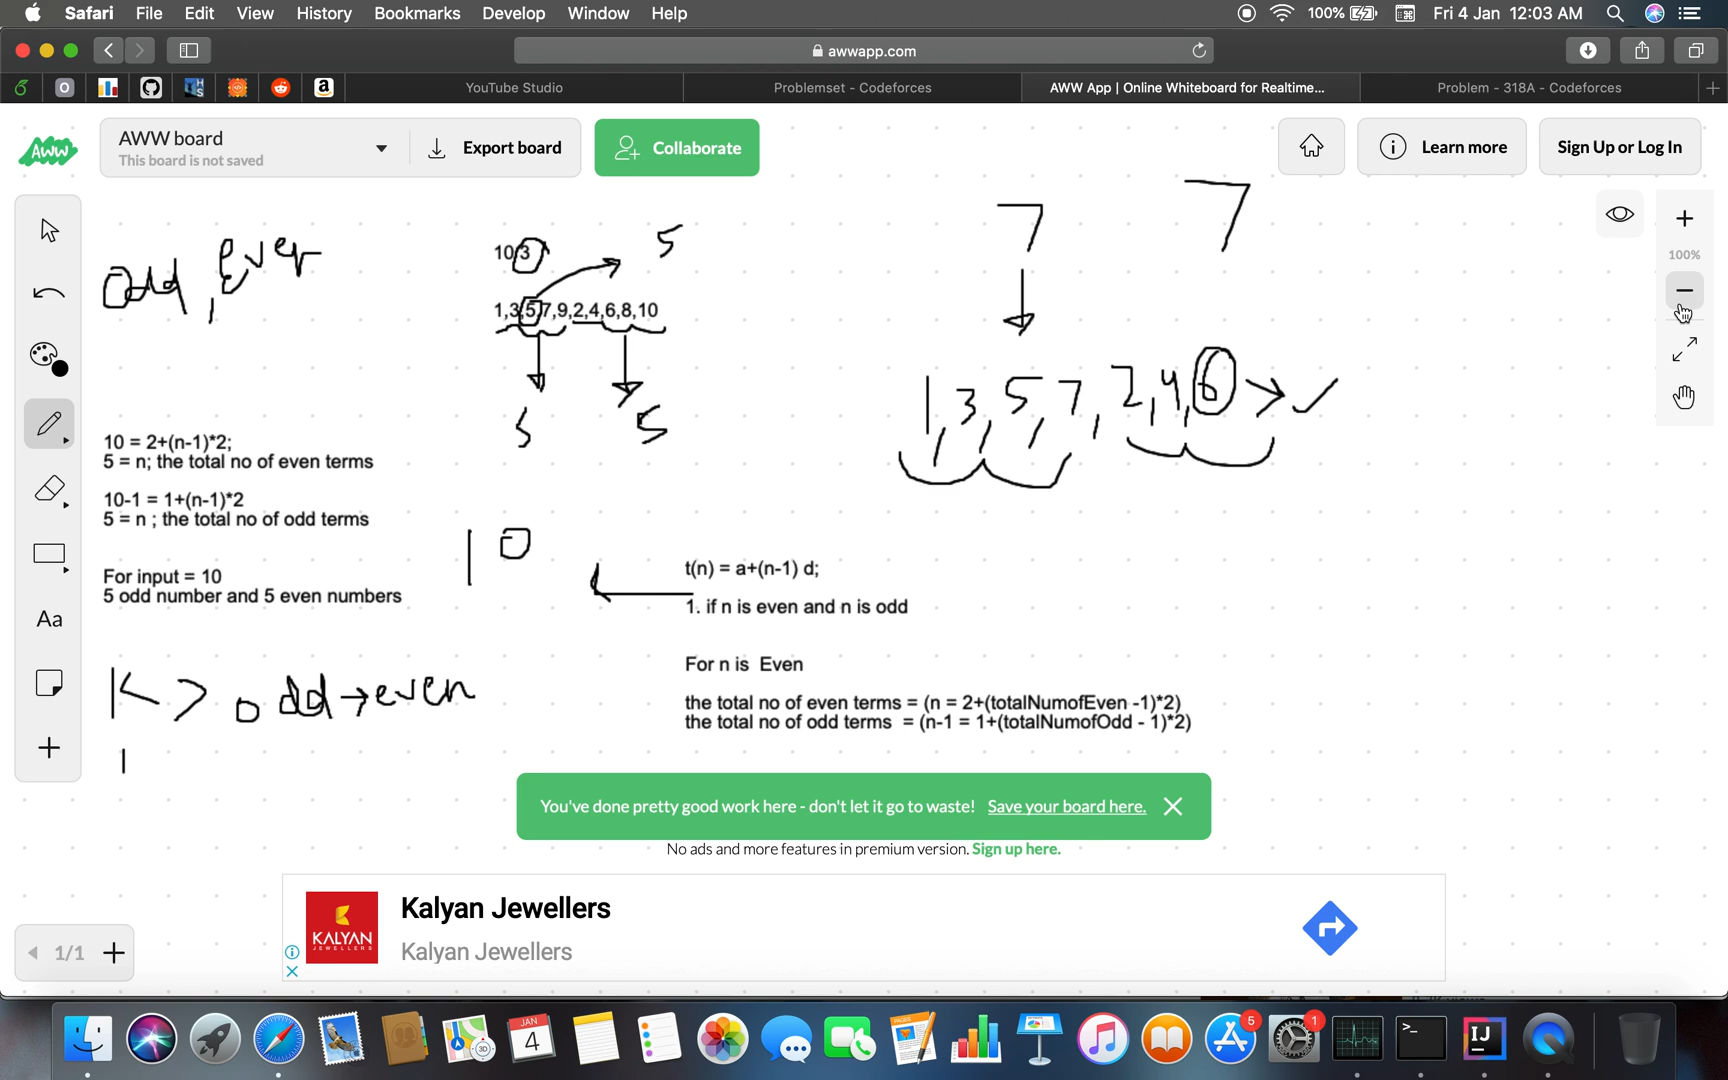 Safari File Edit View History Bookmarks Develop Window Help 100% Fri 4 Jan 12:03 AM
awwapp.com
YouTube Studio Problemset - Codeforces AWW App | Online Whiteboard for Realtime... Problem - 318A - Codeforces
AWW
AWW board
This board is not saved
Export board
Collaborate
Learn more
Sign Up or Log In
100%
Aa
odd, Even
10 3
5
1,3,5,7,9,2,4,6,8,10
5
5
7
7
1, 3, 5, 7, 2, 4, 6
10 = 2+(n-1)*2;
5 = n; the total no of even terms
10-1 = 1+(n-1)*2
5 = n ; the total no of odd terms
For input = 10
5 odd number and 5 even numbers
10
t(n) = a+(n-1) d;
1. if n is even and n is odd
For n is Even
the total no of even terms = (n = 2+(totalNumofEven -1)*2)
the total no of odd terms = (n-1 = 1+(totalNumofOdd - 1)*2)
K > odd → even
1
You've done pretty good work here - don't let it go to waste! Save your board here.
No ads and more features in premium version. Sign up here.
KALYAN
JEWELLERS
Kalyan Jewellers
Kalyan Jewellers
1/1
JAN
4
3D
5
1
IJ